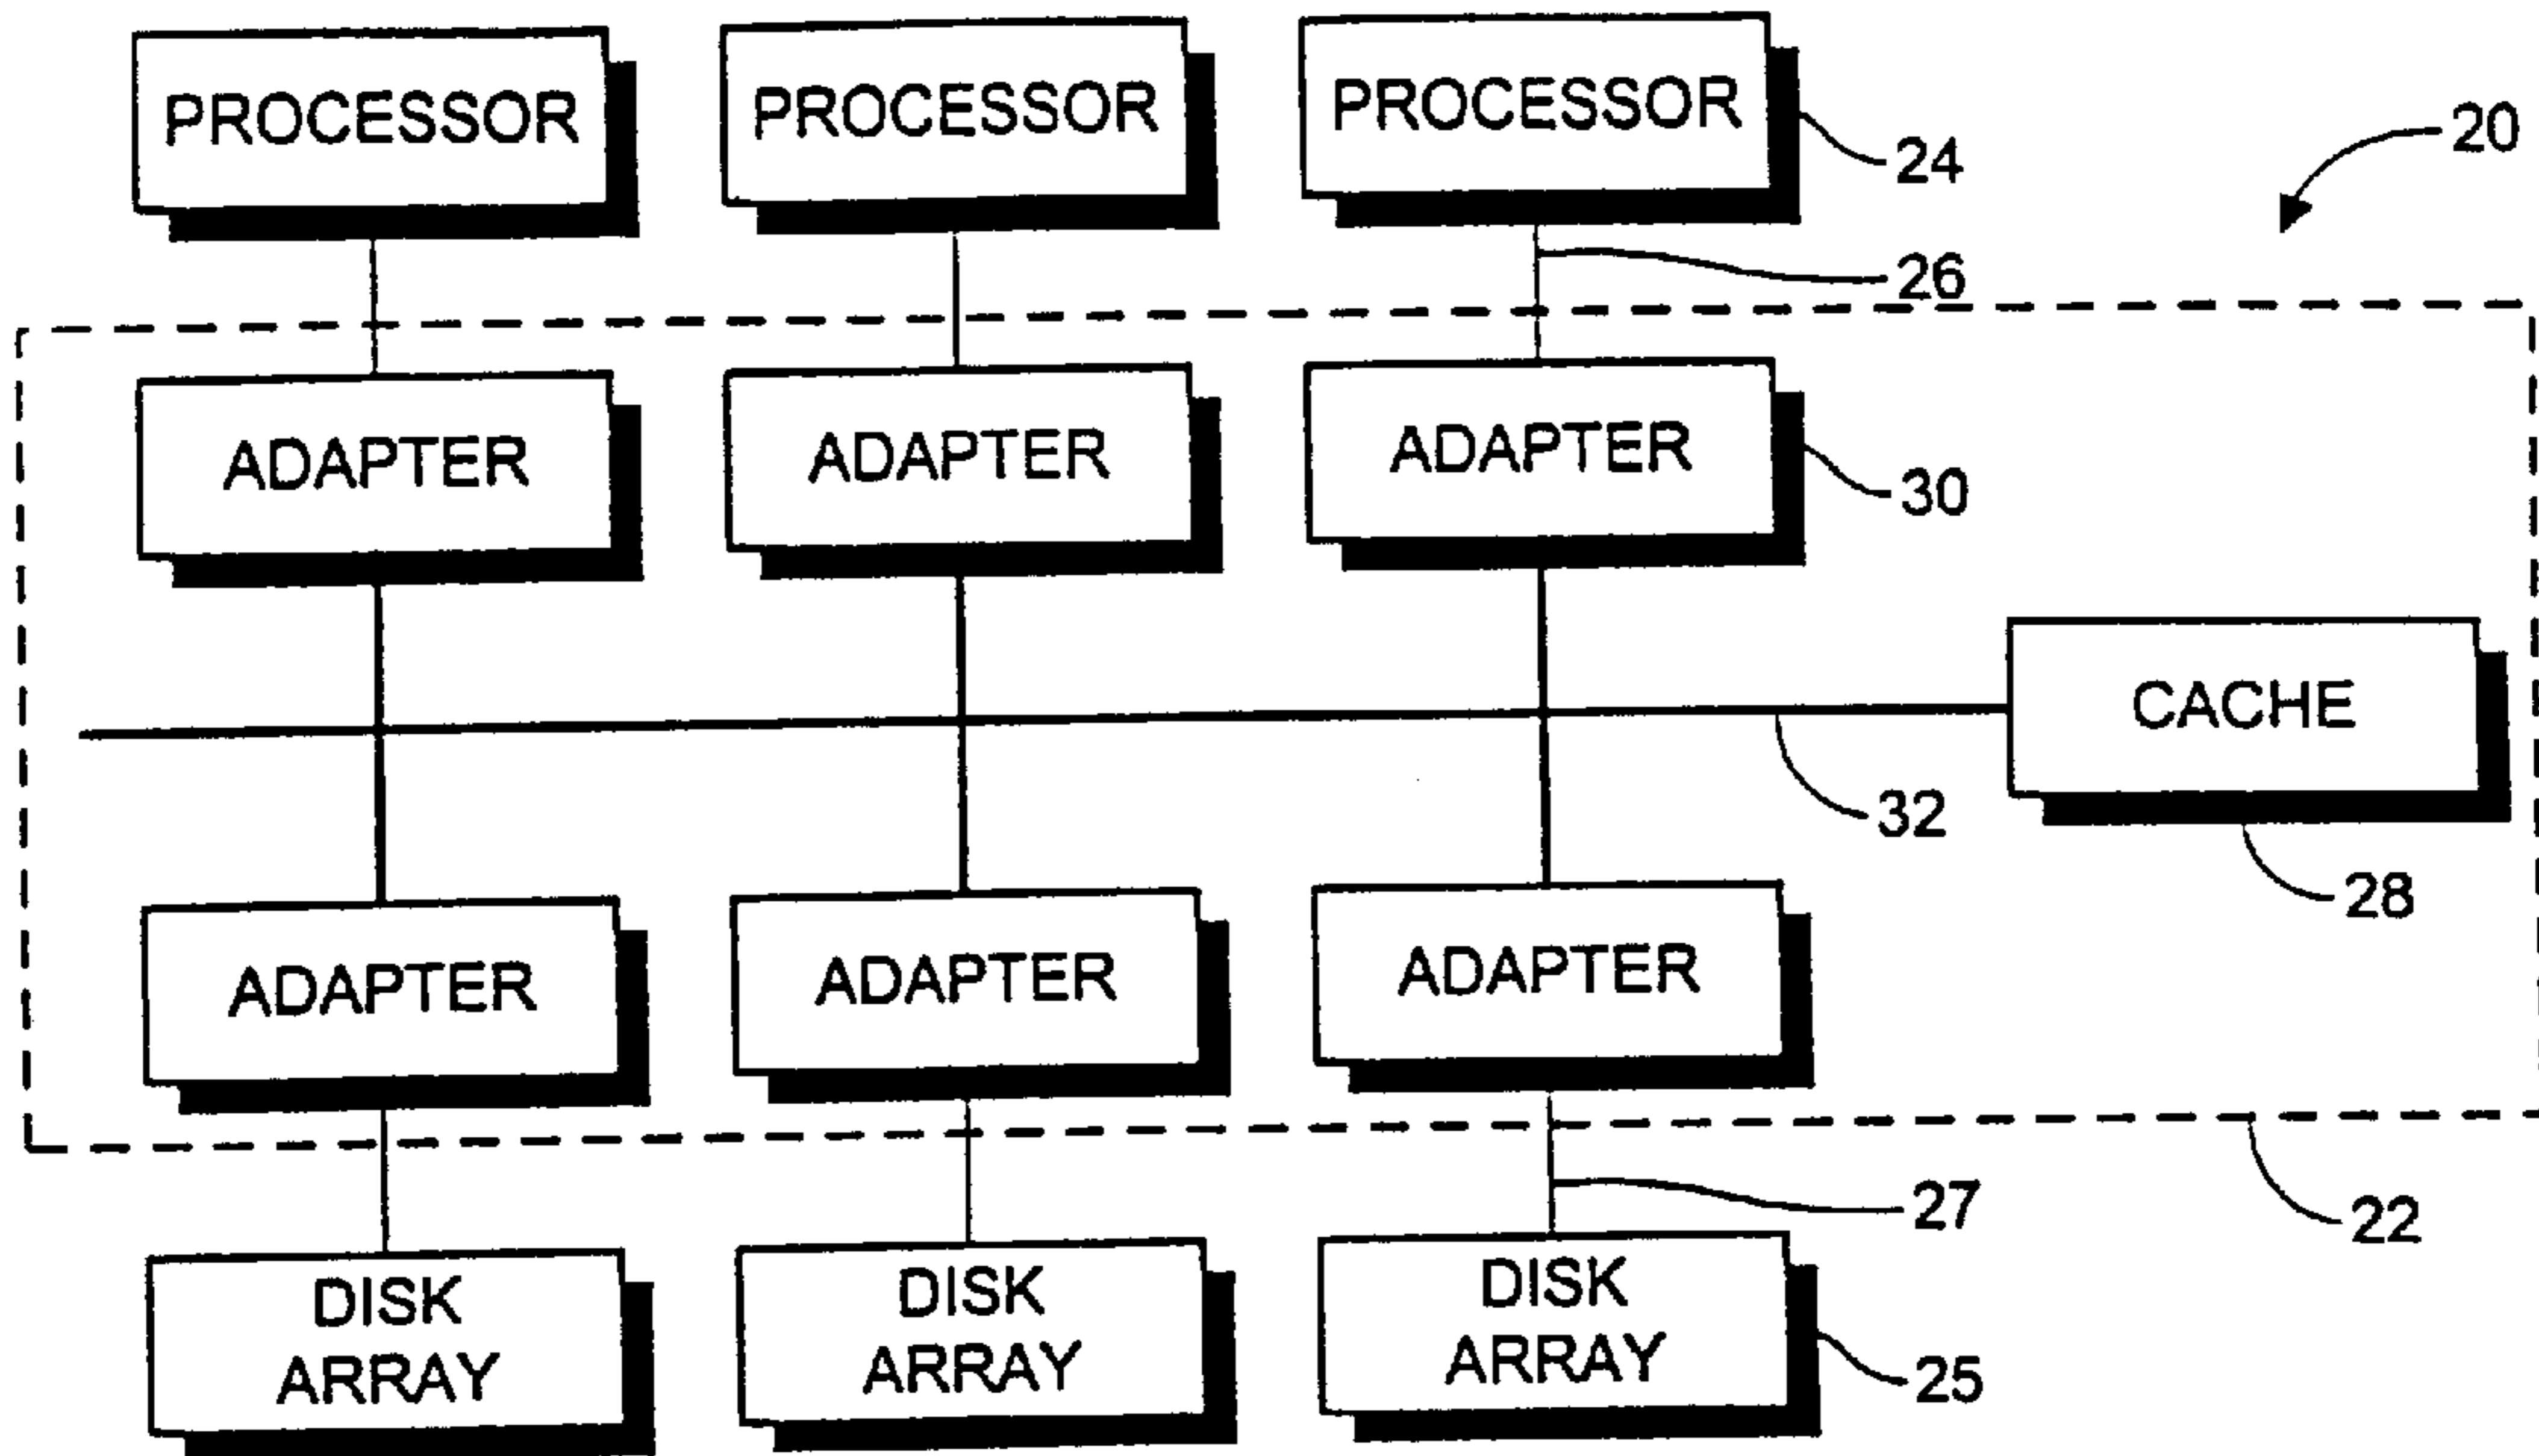 PROCESSOR PROCESSOR PROCESSOR
24
20
26
ADAPTER ADAPTER ADAPTER
30
CACHE
32
28
ADAPTER ADAPTER ADAPTER
27
22
DISK ARRAY
DISK ARRAY
DISK ARRAY
25